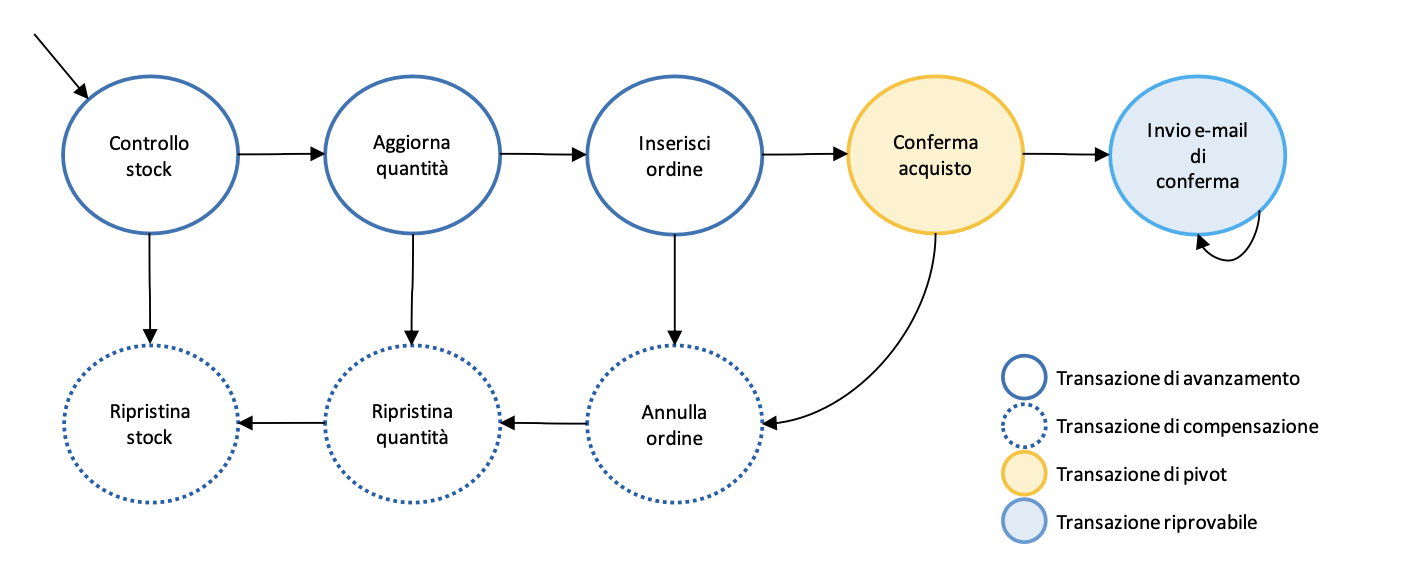 Controllo
stock
Aggiorna
quantità
Inserisci
ordine
Conferma
acquisto
Invio e-mail
di
conferma
Ripristina
stock
Ripristina
quantità
Annulla
ordine
Transazione di avanzamento
Transazione di compensazione
Transazione di pivot
Transazione riprovabile